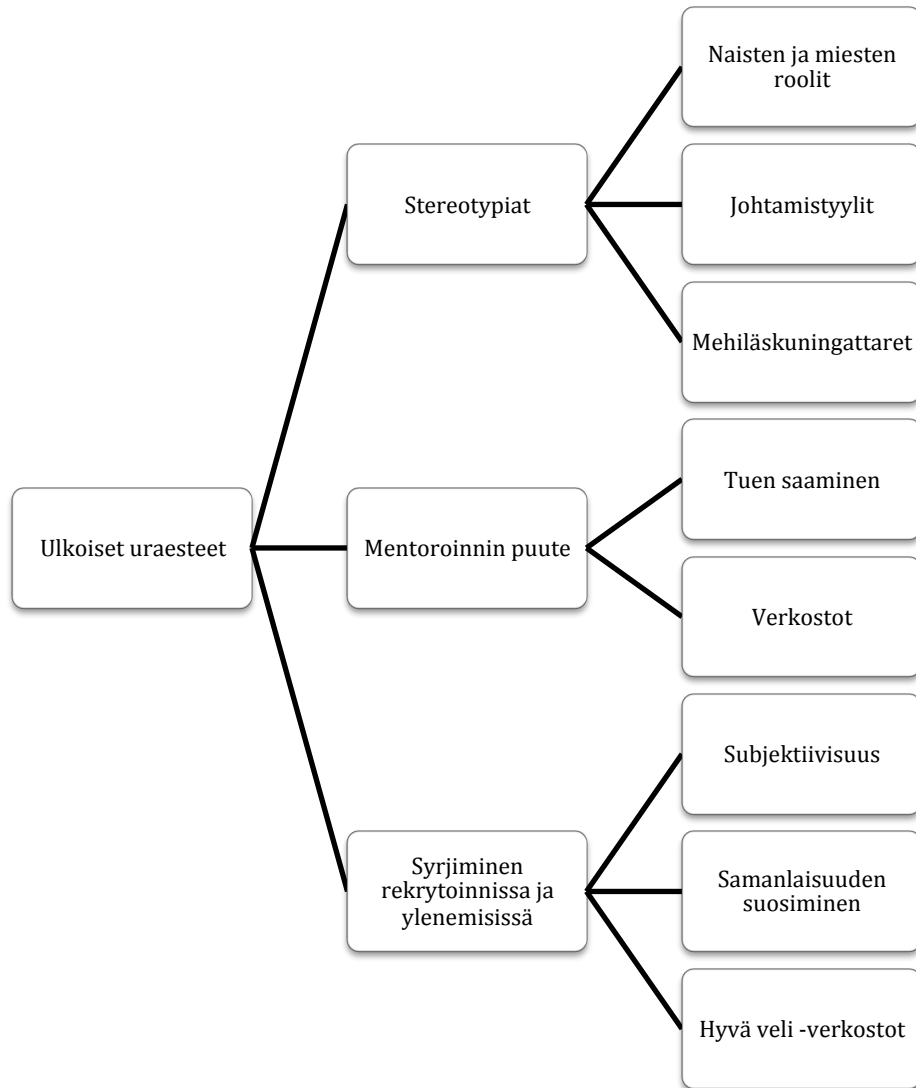 Ulkoiset uraesteet
Stereotypiat
Naisten ja miesten
roolit
Johtamistyylit
Mehiläskuningattaret
Mentoroinnin puute
Tuen saaminen
Verkostot
Syrjiminen
rekrytoinnissa ja
ylenemisissä
Subjektiivisuus
Samanlaisuuden
suosiminen
Hyvä veli -verkostot